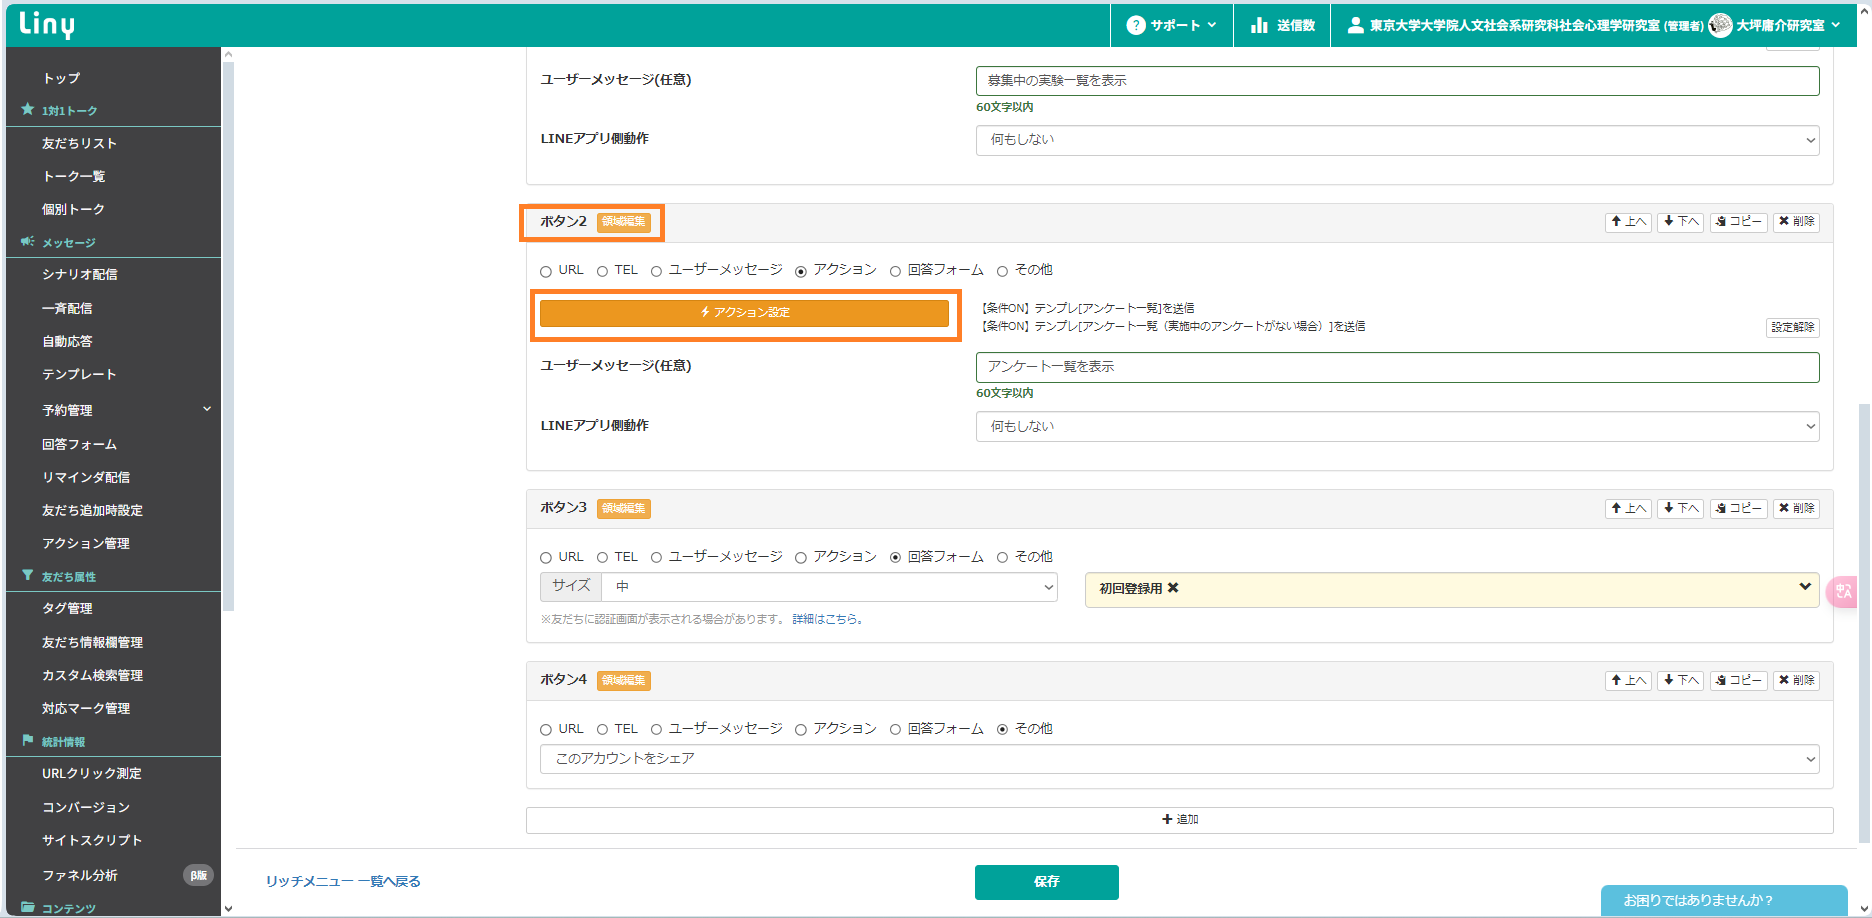 Liny
サポート
送信数
東京大学大学院人文社会系研究科社会心理学研究室 (管理者)
大坪庸介研究室
トップ
1対1トーク
友だちリスト
トーク一覧
個別トーク
メッセージ
シナリオ配信
一斉配信
自動応答
テンプレート
予約管理
回答フォーム
リマインダ配信
友だち追加時設定
アクション管理
友だち属性
タグ管理
友だち情報欄管理
カスタム検索管理
対応マーク管理
統計情報
URLクリック測定
コンバージョン
サイトスクリプト
ファネル分析 β版
コンテンツ
ユーザーメッセージ(任意)
募集中の実験一覧を表示
60文字以内
LINEアプリ側動作
何もしない
ボタン2 領域編集
上へ 下へ コピー 削除
URL TEL ユーザーメッセージ アクション 回答フォーム その他
アクション設定
【条件ON】テンプレ[アンケート一覧]を送信
【条件ON】テンプレ[アンケート一覧（実施中のアンケートがない場合）]を送信
設定解除
ユーザーメッセージ(任意)
アンケート一覧を表示
60文字以内
LINEアプリ側動作
何もしない
ボタン3 領域編集
上へ 下へ コピー 削除
URL TEL ユーザーメッセージ アクション 回答フォーム その他
サイズ 中
初回登録用
※友だちに認証画面が表示される場合があります。 詳細はこちら。
ボタン4 領域編集
上へ 下へ コピー 削除
URL TEL ユーザーメッセージ アクション 回答フォーム その他
このアカウントをシェア
追加
リッチメニュー 一覧へ戻る
保存
お困りではありませんか？